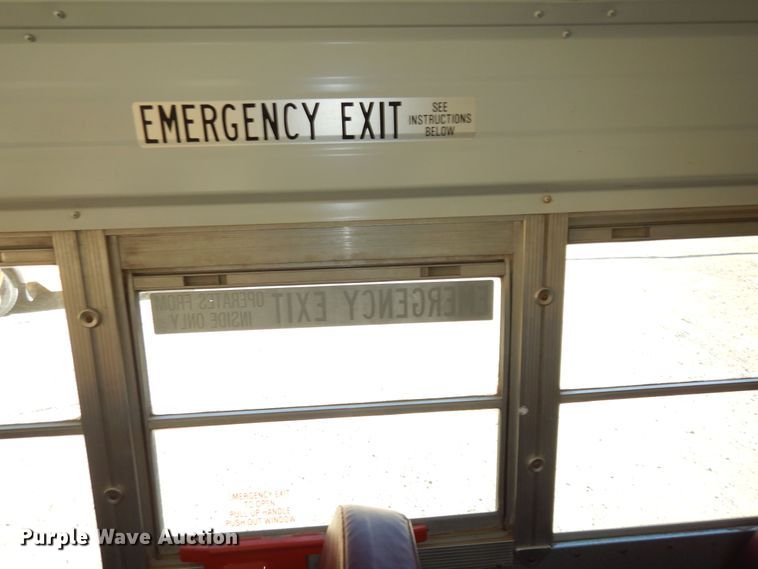 EMERGENCY EXIT SEE
INSTRUCTIONS
BELOW
EMERGENCY EXIT OPERATES FROM
INSIDE ONLY
EMERGENCY EXIT
TO OPEN
PULL UP HANDLE
PUSH OUT WINDOW
Purple Wave Auction